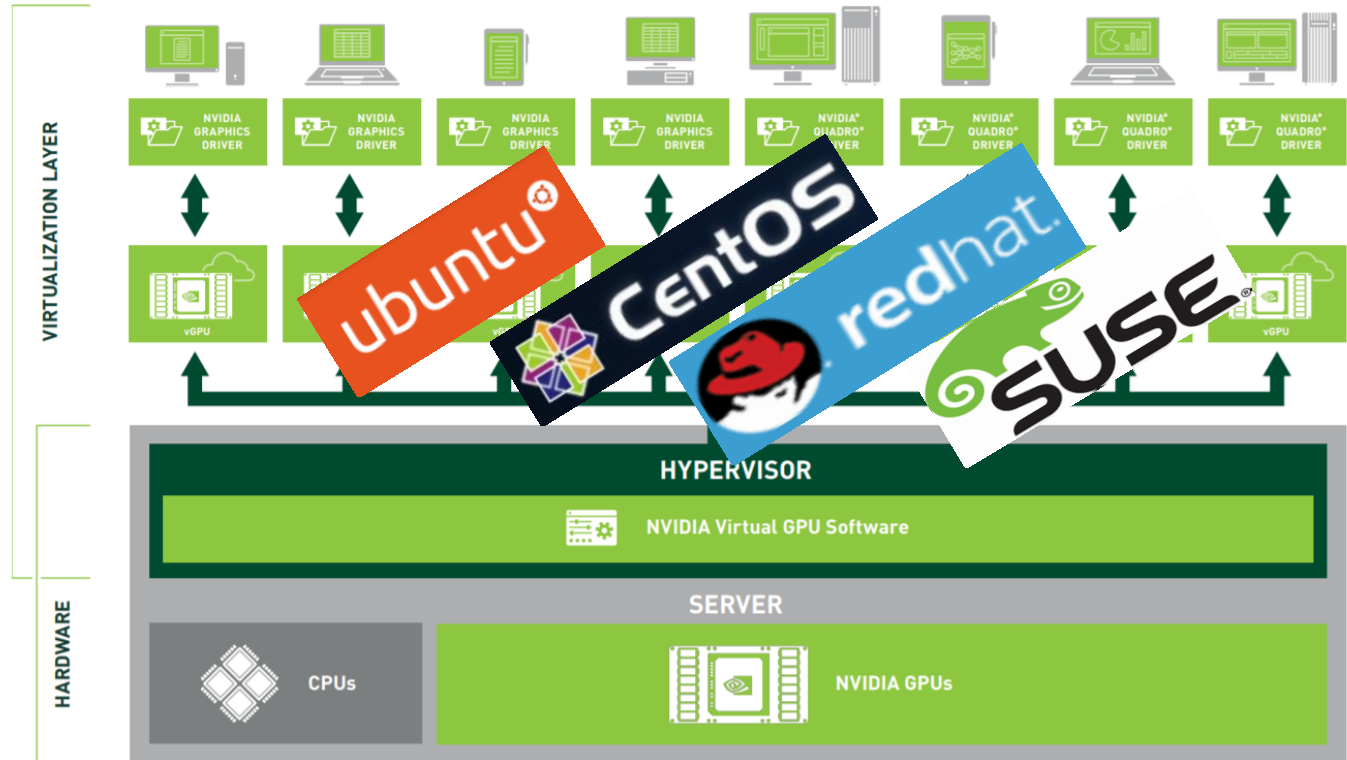 VIRTUALIZATION LAYER
NVIDIA
GRAPHICS
DRIVER
NVIDIA
GRAPHICS
DRIVER
NVIDIA
GRAPHICS
DRIVER
NVIDIA
GRAPHICS
DRIVER
NVIDIA®
QUADRO®
DRIVER
NVIDIA®
QUADRO®
DRIVER
NVIDIA®
QUADRO®
DRIVER
NVIDIA®
QUADRO®
DRIVER
ubuntu
CentOS
redhat.
SUSE®
vGPU
vGPU
HYPERVISOR
NVIDIA Virtual GPU Software
HARDWARE
SERVER
CPUs
NVIDIA GPUs